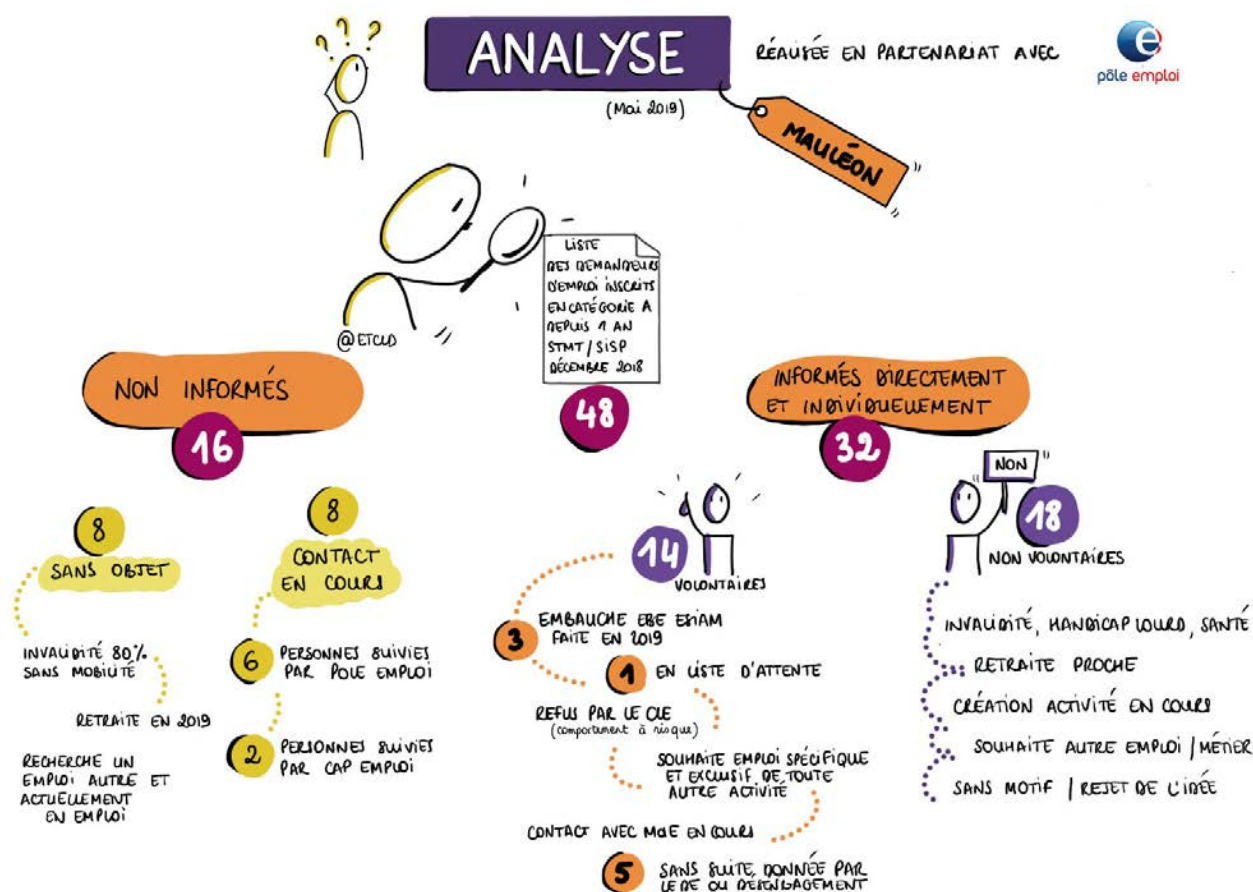 ? ? ?
ANALYSE
(Mai 2019)
RÉALISÉE EN PARTENARIAT AVEC
e
pôle emploi
MAULÉON
LISTE
DES DEMANDEURS
D'EMPLOI INSCRITS
EN CATÉGORIE A
DEPUIS 1 AN
STMT / SISP
DÉCEMBRE 2018
@ETCLD
48
NON INFORMÉS
16
8
SANS OBJET
INVALIDITÉ 80%
SANS MOBILITÉ
RETRAITE EN 2019
RECHERCHE UN
EMPLOI AUTRE ET
ACTUELLEMENT
EN EMPLOI
8
CONTACT
EN COURS
6
PERSONNES SUIVIES
PAR POLE EMPLOI
2
PERSONNES SUIVIES
PAR CAP EMPLOI
INFORMÉS DIRECTEMENT
ET INDIVIDUELLEMENT
32
14
VOLONTAIRES
3
EMBAUCHE EBE ESIAM
FAITE EN 2019
1
EN LISTE D'ATTENTE
REFUS PAR LE CLE
(comportement à risque)
SOUHAITE EMPLOI SPÉCIFIQUE
ET EXCLUSIF DE TOUTE
AUTRE ACTIVITÉ
CONTACT AVEC MDE EN COURS
5
SANS SUITE, DONNÉE PAR
LE DE OU DESENGAGEMENT
NON
18
NON VOLONTAIRES
INVALIDITÉ, HANDICAP LOURD, SANTÉ
RETRAITE PROCHE
CRÉATION ACTIVITÉ EN COURS
SOUHAITE AUTRE EMPLOI / MÉTIER
SANS MOTIF / REJET DE L'IDÉE